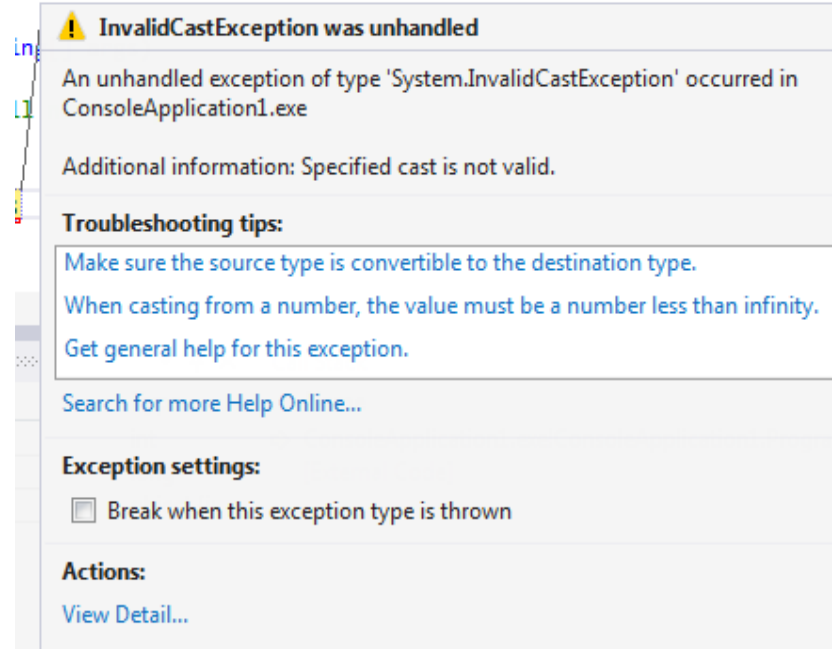 InvalidCastException was unhandled
An unhandled exception of type 'System.InvalidCastException' occurred in
ConsoleApplication1.exe
Additional information: Specified cast is not valid.
Troubleshooting tips:
Make sure the source type is convertible to the destination type.
When casting from a number, the value must be a number less than infinity.
Get general help for this exception.
Search for more Help Online...
Exception settings:
Break when this exception type is thrown
Actions:
View Detail...